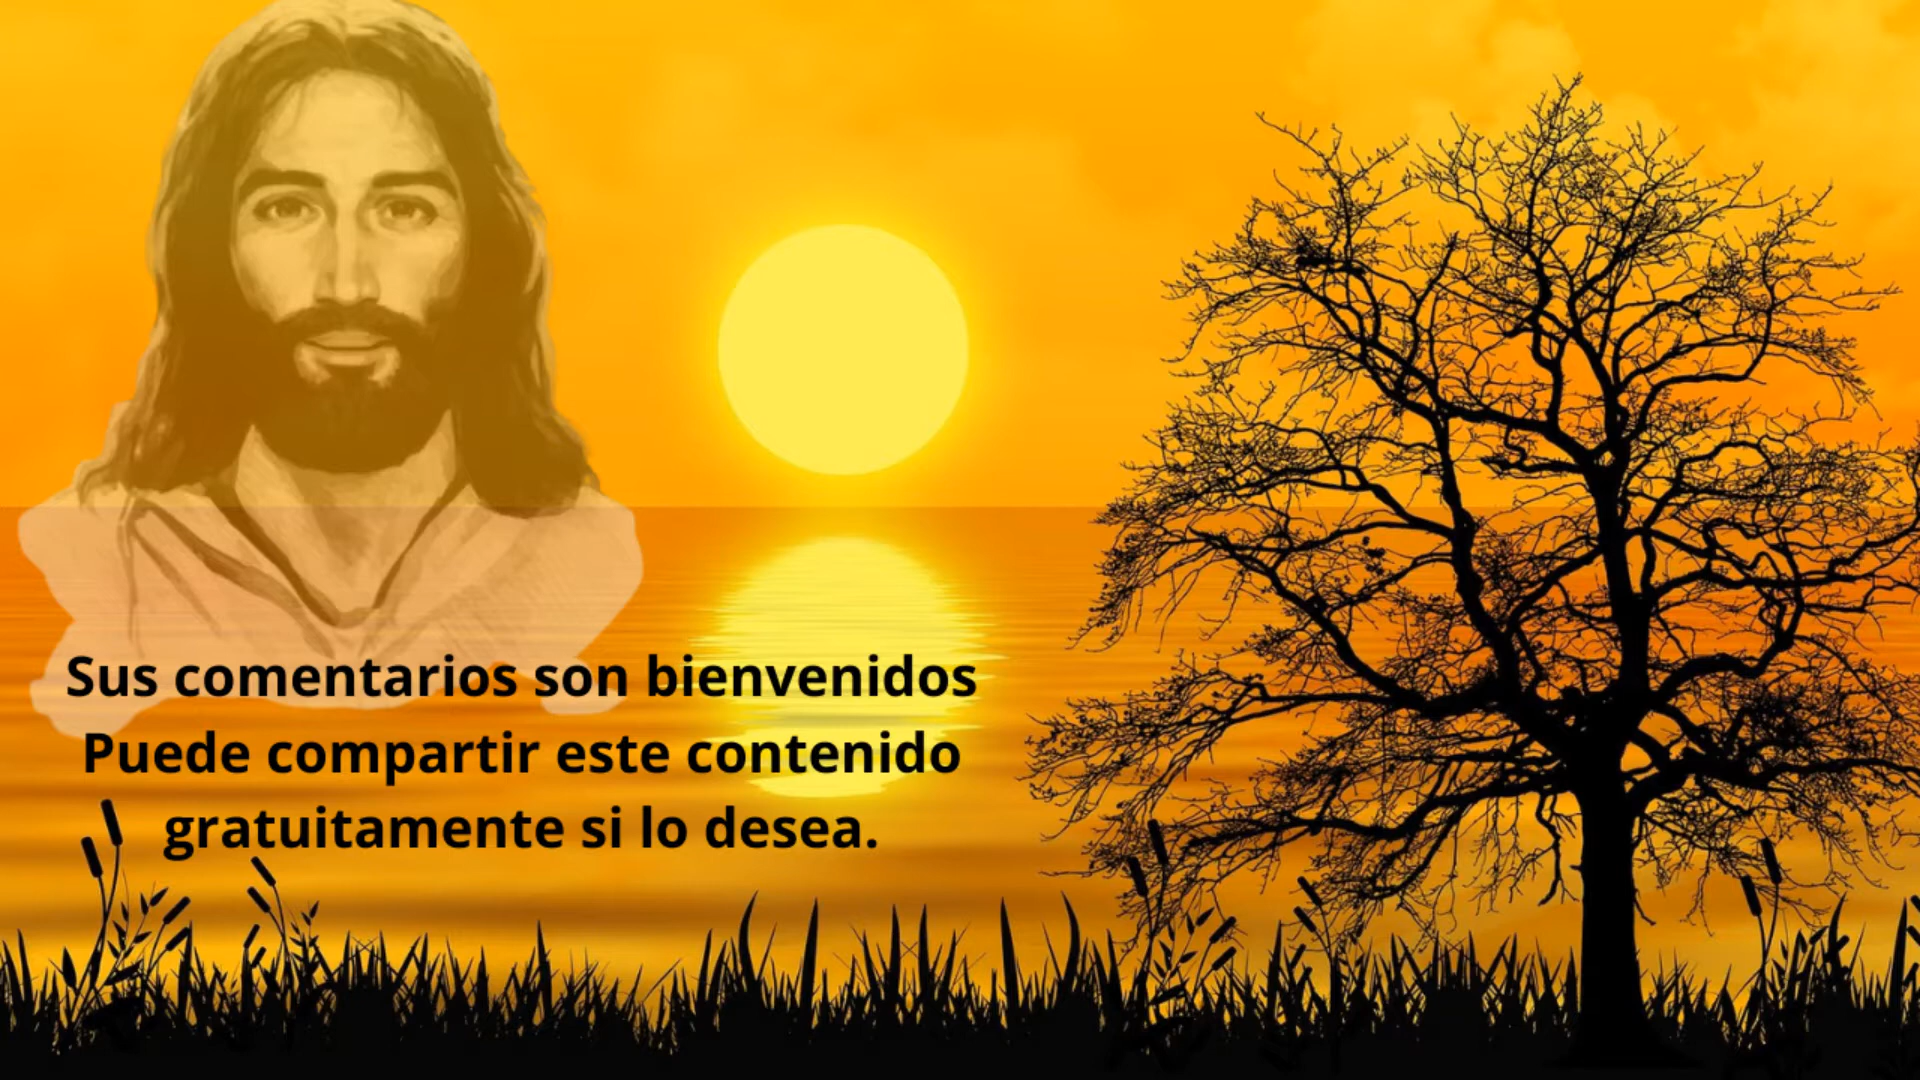 Sus comentarios son bienvenidos
Puede compartir este contenido
gratuitamente si lo desea.